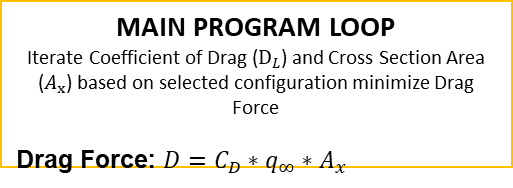 MAIN PROGRAM LOOP
Iterate Coefficient of Drag (D_L) and Cross Section Area
(A_x) based on selected configuration minimize Drag
Force
Drag Force: D = C_D * q_∞ * A_x